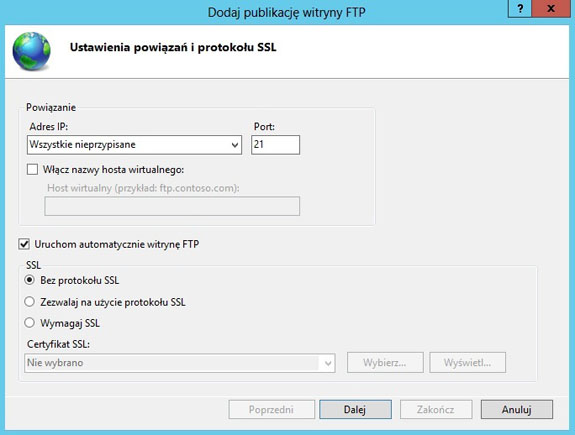 Dodaj publikację witryny FTP
?
x
Ustawienia powiązań i protokołu SSL
Powiązanie
Adres IP: Port:
Wszystkie nieprzypisane 21
Włącz nazwy hosta wirtualnego:
Host wirtualny (przykład: ftp.contoso.com):
Uruchom automatycznie witrynę FTP
SSL
Bez protokołu SSL
Zezwalaj na użycie protokołu SSL
Wymagaj SSL
Certyfikat SSL:
Nie wybrano Wybierz... Wyświetl...
Poprzedni Dalej Zakończ Anuluj